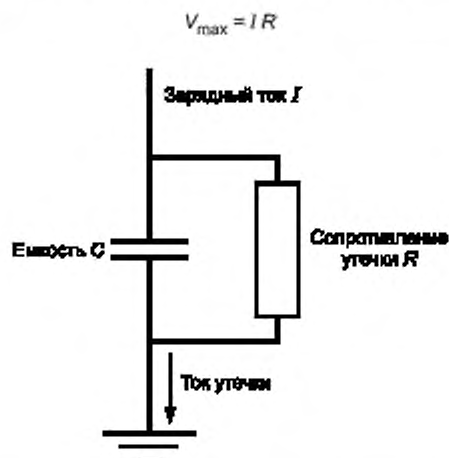 V_max = I R
Зарядный ток I
Емкость C
Сопротивление
утечки R
Ток утечки